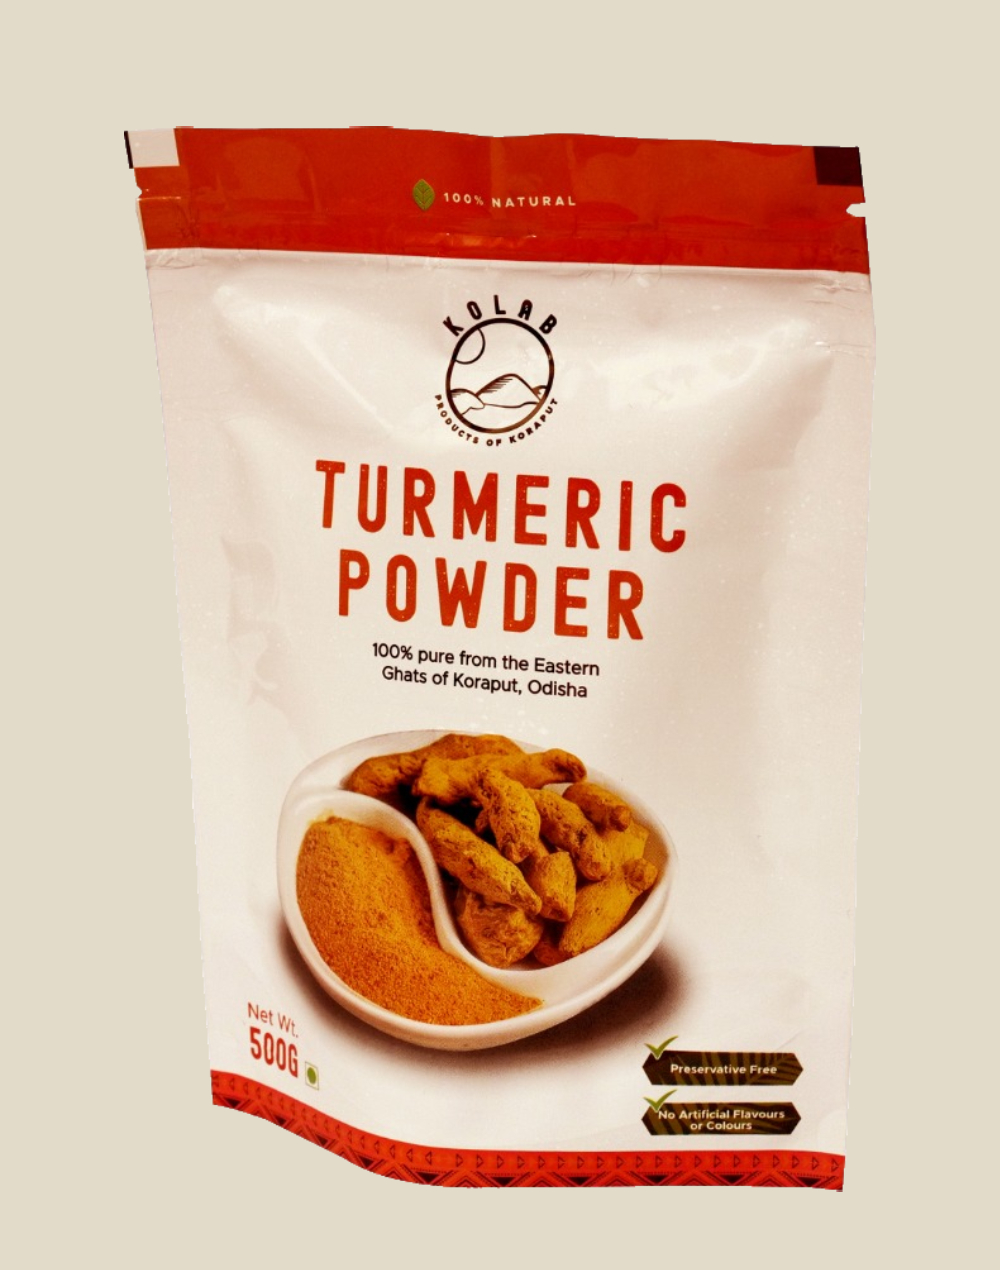 100% NATURAL
KOLAB
PRODUCTS OF KORAPUT
TURMERIC
POWDER
100% pure from the Eastern
Ghats of Koraput, Odisha
Net Wt.
500G
Preservative Free
No Artificial Flavours
or Colours